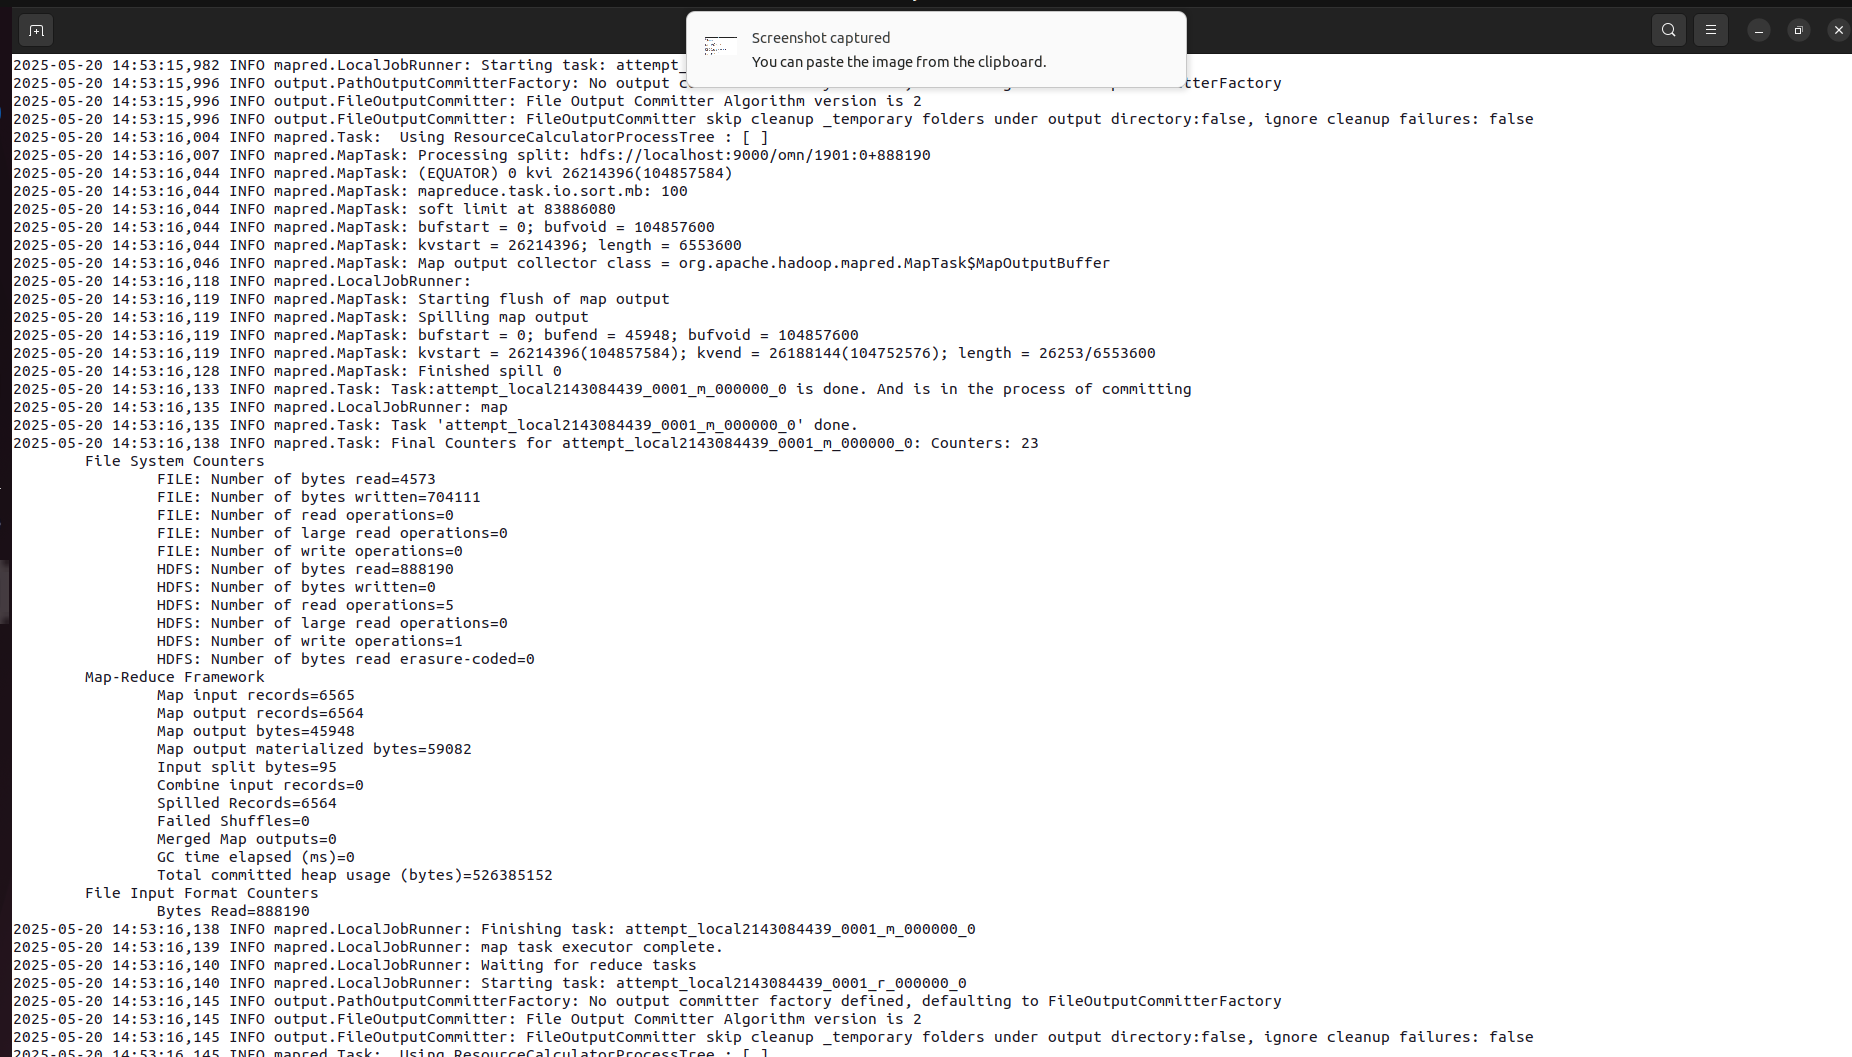 Screenshot captured
You can paste the image from the clipboard.
2025-05-20 14:53:15,982 INFO mapred.LocalJobRunner: Starting task: attempt_
2025-05-20 14:53:15,996 INFO output.PathOutputCommitterFactory: No output
2025-05-20 14:53:15,996 INFO output.FileOutputCommitter: File Output Committer Algorithm version is 2
2025-05-20 14:53:15,996 INFO output.FileOutputCommitter: FileOutputCommitter skip cleanup _temporary folders under output directory:false, ignore cleanup failures: false
2025-05-20 14:53:16,004 INFO mapred.Task:  Using ResourceCalculatorProcessTree : [ ]
2025-05-20 14:53:16,007 INFO mapred.MapTask: Processing split: hdfs://localhost:9000/omn/1901:0+888190
2025-05-20 14:53:16,044 INFO mapred.MapTask: (EQUATOR) 0 kvi 26214396(104857584)
2025-05-20 14:53:16,044 INFO mapred.MapTask: mapreduce.task.io.sort.mb: 100
2025-05-20 14:53:16,044 INFO mapred.MapTask: soft limit at 83886080
2025-05-20 14:53:16,044 INFO mapred.MapTask: bufstart = 0; bufvoid = 104857600
2025-05-20 14:53:16,044 INFO mapred.MapTask: kvstart = 26214396; length = 6553600
2025-05-20 14:53:16,046 INFO mapred.MapTask: Map output collector class = org.apache.hadoop.mapred.MapTask$MapOutputBuffer
2025-05-20 14:53:16,118 INFO mapred.LocalJobRunner:
2025-05-20 14:53:16,119 INFO mapred.MapTask: Starting flush of map output
2025-05-20 14:53:16,119 INFO mapred.MapTask: Spilling map output
2025-05-20 14:53:16,119 INFO mapred.MapTask: bufstart = 0; bufend = 45948; bufvoid = 104857600
2025-05-20 14:53:16,119 INFO mapred.MapTask: kvstart = 26214396(104857584); kvend = 26188144(104752576); length = 26253/6553600
2025-05-20 14:53:16,128 INFO mapred.MapTask: Finished spill 0
2025-05-20 14:53:16,133 INFO mapred.Task: Task:attempt_local2143084439_0001_m_000000_0 is done. And is in the process of committing
2025-05-20 14:53:16,135 INFO mapred.LocalJobRunner: map
2025-05-20 14:53:16,135 INFO mapred.Task: Task 'attempt_local2143084439_0001_m_000000_0' done.
2025-05-20 14:53:16,138 INFO mapred.Task: Final Counters for attempt_local2143084439_0001_m_000000_0: Counters: 23
File System Counters
FILE: Number of bytes read=4573
FILE: Number of bytes written=704111
FILE: Number of read operations=0
FILE: Number of large read operations=0
FILE: Number of write operations=0
HDFS: Number of bytes read=888190
HDFS: Number of bytes written=0
HDFS: Number of read operations=5
HDFS: Number of large read operations=0
HDFS: Number of write operations=1
HDFS: Number of bytes read erasure-coded=0
Map-Reduce Framework
Map input records=6565
Map output records=6564
Map output bytes=45948
Map output materialized bytes=59082
Input split bytes=95
Combine input records=0
Spilled Records=6564
Failed Shuffles=0
Merged Map outputs=0
GC time elapsed (ms)=0
Total committed heap usage (bytes)=526385152
File Input Format Counters
Bytes Read=888190
2025-05-20 14:53:16,138 INFO mapred.LocalJobRunner: Finishing task: attempt_local2143084439_0001_m_000000_0
2025-05-20 14:53:16,139 INFO mapred.LocalJobRunner: map task executor complete.
2025-05-20 14:53:16,140 INFO mapred.LocalJobRunner: Waiting for reduce tasks
2025-05-20 14:53:16,140 INFO mapred.LocalJobRunner: Starting task: attempt_local2143084439_0001_r_000000_0
2025-05-20 14:53:16,145 INFO output.PathOutputCommitterFactory: No output committer factory defined, defaulting to FileOutputCommitterFactory
2025-05-20 14:53:16,145 INFO output.FileOutputCommitter: File Output Committer Algorithm version is 2
2025-05-20 14:53:16,145 INFO output.FileOutputCommitter: FileOutputCommitter skip cleanup _temporary folders under output directory:false, ignore cleanup failures: false
2025-05-20 14:53:16,145 INFO mapred.Task:  Using ResourceCalculatorProcessTree : [ ]